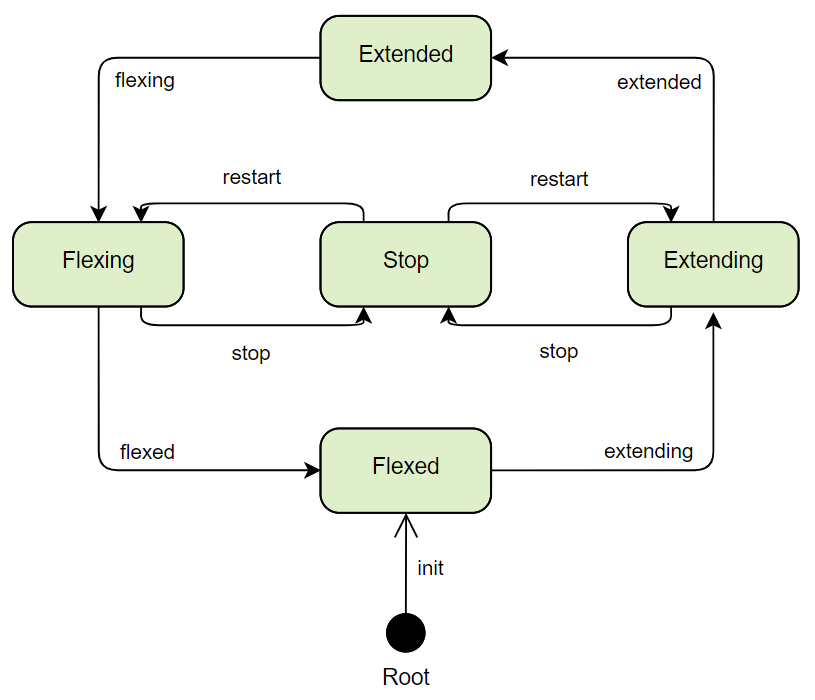 Extended
flexing
extended
restart
restart
Flexing
Stop
Extending
stop
stop
flexed
Flexed
extending
init
Root